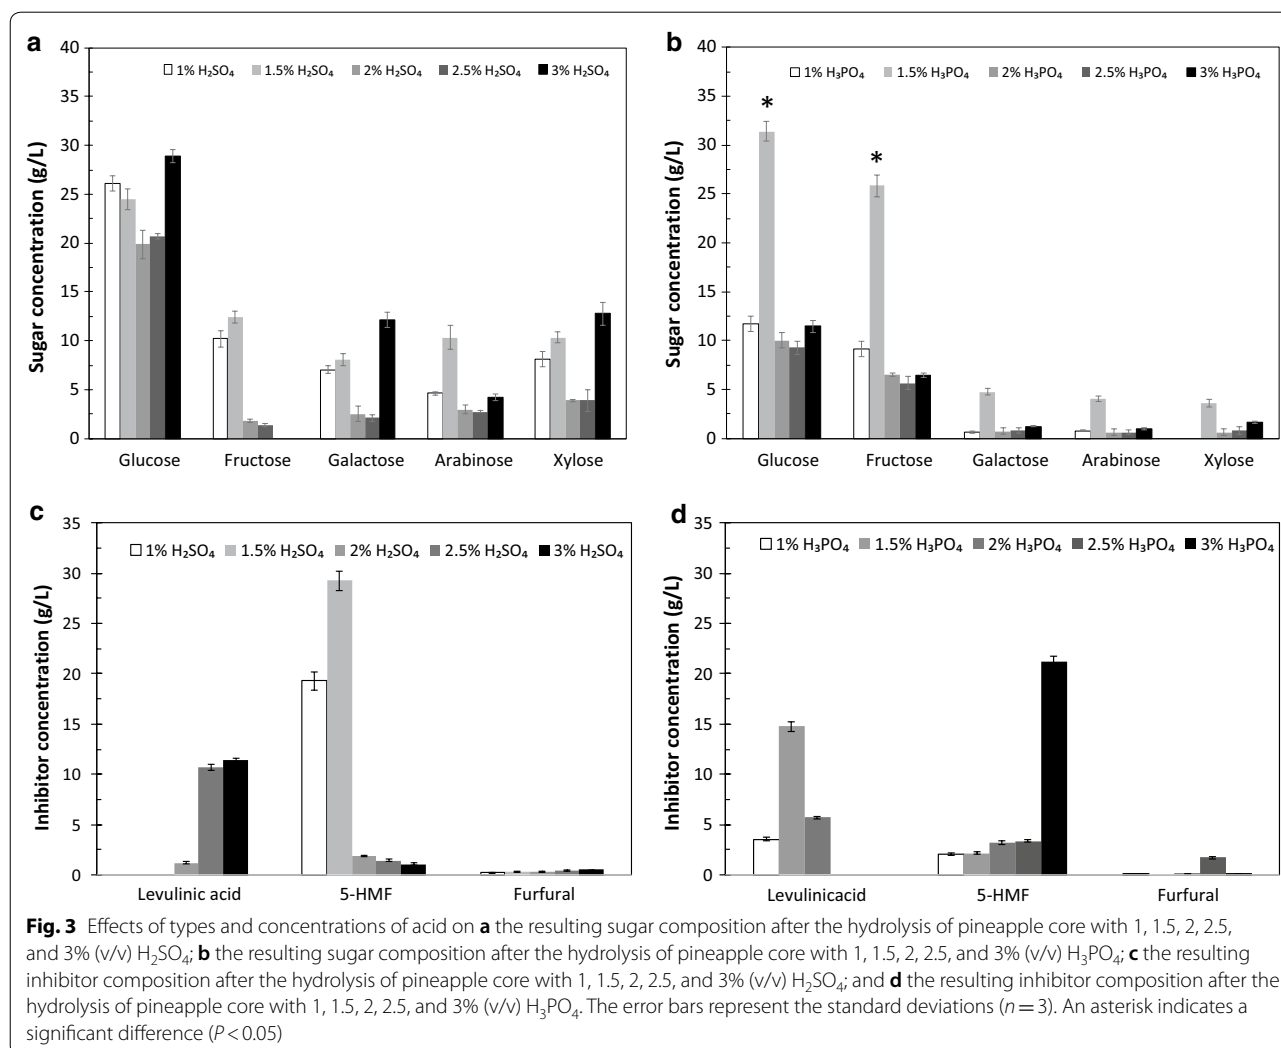 a
40
35
30
25
20
15
10
5
0
Sugar concentration (g/L)
1% H₂SO₄ 1.5% H₂SO₄ 2% H₂SO₄ 2.5% H₂SO₄ 3% H₂SO₄
Glucose Fructose Galactose Arabinose Xylose
b
40
35
30
25
20
15
10
5
0
Sugar concentration (g/L)
1% H₃PO₄ 1.5% H₃PO₄ 2% H₃PO₄ 2.5% H₃PO₄ 3% H₃PO₄
*
*
Glucose Fructose Galactose Arabinose Xylose
c
35
30
25
20
15
10
5
0
Inhibitor concentration (g/L)
1% H₂SO₄ 1.5% H₂SO₄ 2% H₂SO₄ 2.5% H₂SO₄ 3% H₂SO₄
Levulinic acid 5-HMF Furfural
d
35
30
25
20
15
10
5
0
Inhibitor concentration (g/L)
1% H₃PO₄ 1.5% H₃PO₄ 2% H₃PO₄ 2.5% H₃PO₄ 3% H₃PO₄
Levulinicacid 5-HMF Furfural
Fig. 3 Effects of types and concentrations of acid on a the resulting sugar composition after the hydrolysis of pineapple core with 1, 1.5, 2, 2.5,
and 3% (v/v) H₂SO₄; b the resulting sugar composition after the hydrolysis of pineapple core with 1, 1.5, 2, 2.5, and 3% (v/v) H₃PO₄; c the resulting
inhibitor composition after the hydrolysis of pineapple core with 1, 1.5, 2, 2.5, and 3% (v/v) H₂SO₄; and d the resulting inhibitor composition after the
hydrolysis of pineapple core with 1, 1.5, 2, 2.5, and 3% (v/v) H₃PO₄. The error bars represent the standard deviations (n = 3). An asterisk indicates a
significant difference (P < 0.05)